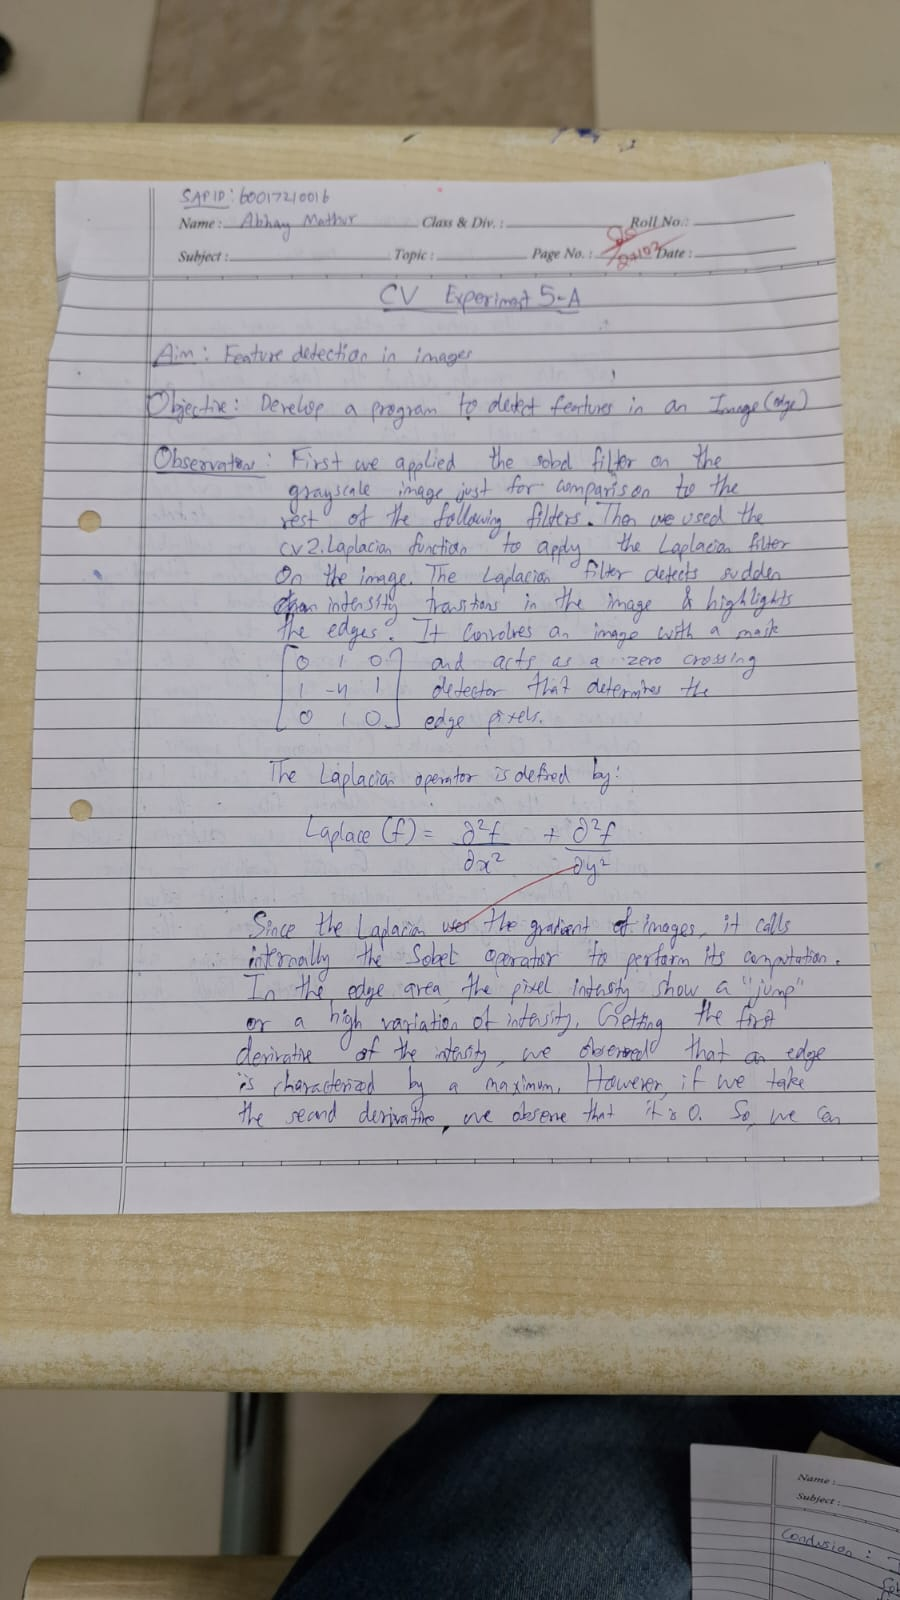 SAP ID: 60017210016
Name: Abhay Mathur Class & Div.: Roll No.:
Subject: Topic: Page No.: Date:
CV Experiment 5-A
Aim: Feature detection in images
Objective: Develop a program to detect features in an Image (edge)
Observation: First we applied the sobel filter on the
grayscale image just for comparison to the
rest of the following filters. Then we used the
cv2.Laplacian function to apply the Laplacian filter
on the image. The Laplacian filter detects sudden
intensity transitions in the image & highlights
the edges. It convolves an image with a mask
[0 1 0] and acts as a zero crossing
1 -4 1 detector that determines the
0 1 0 edge pixels.
The Laplacian operator is defined by:
Laplace (f) = ∂²f/∂x² + ∂²f/∂y²
Since the Laplacian uses the gradient of images, it calls
internally the Sobel operator to perform its computation.
In the edge area, the pixel intensity show a "jump"
or a high variation of intensity. Getting the first
derivative of the intensity, we observed that an edge
is characterized by a maximum. However, if we take
the second derivative, we observe that it is 0. So, we can
Name:
Subject:
Conclusion: